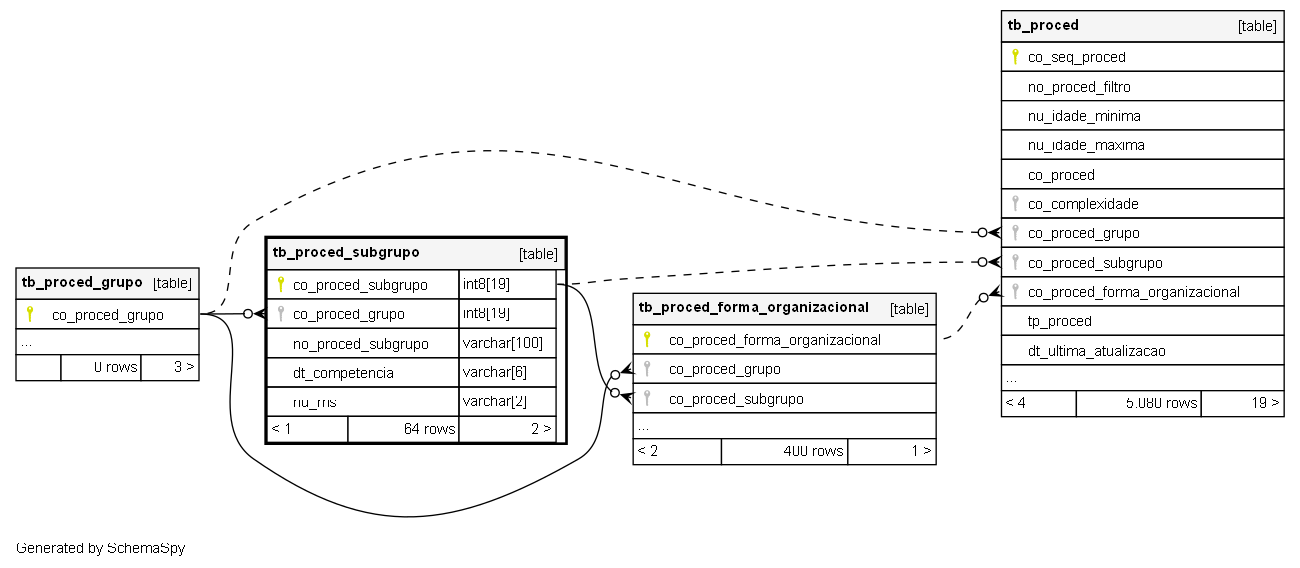 tb_proced [table]
co_seq_proced
no_proced_filtro
nu_idade_minima
nu_idade_maxima
co_proced
co_complexidade
co_proced_grupo
co_proced_subgrupo
co_proced_forma_organizacional
tp_proced
dt_ultima_atualizacao
...
< 4 5.080 rows 19 >
tb_proced_subgrupo [table]
co_proced_subgrupo int8[19]
co_proced_grupo int8[19]
no_proced_subgrupo varchar[100]
dt_competencia varchar[6]
nu_ms varchar[2]
< 1 64 rows 2 >
tb_proced_grupo [table]
co_proced_grupo
...
0 rows 3 >
tb_proced_forma_organizacional [table]
co_proced_forma_organizacional
co_proced_grupo
co_proced_subgrupo
...
< 2 400 rows 1 >
Generated by SchemaSpy